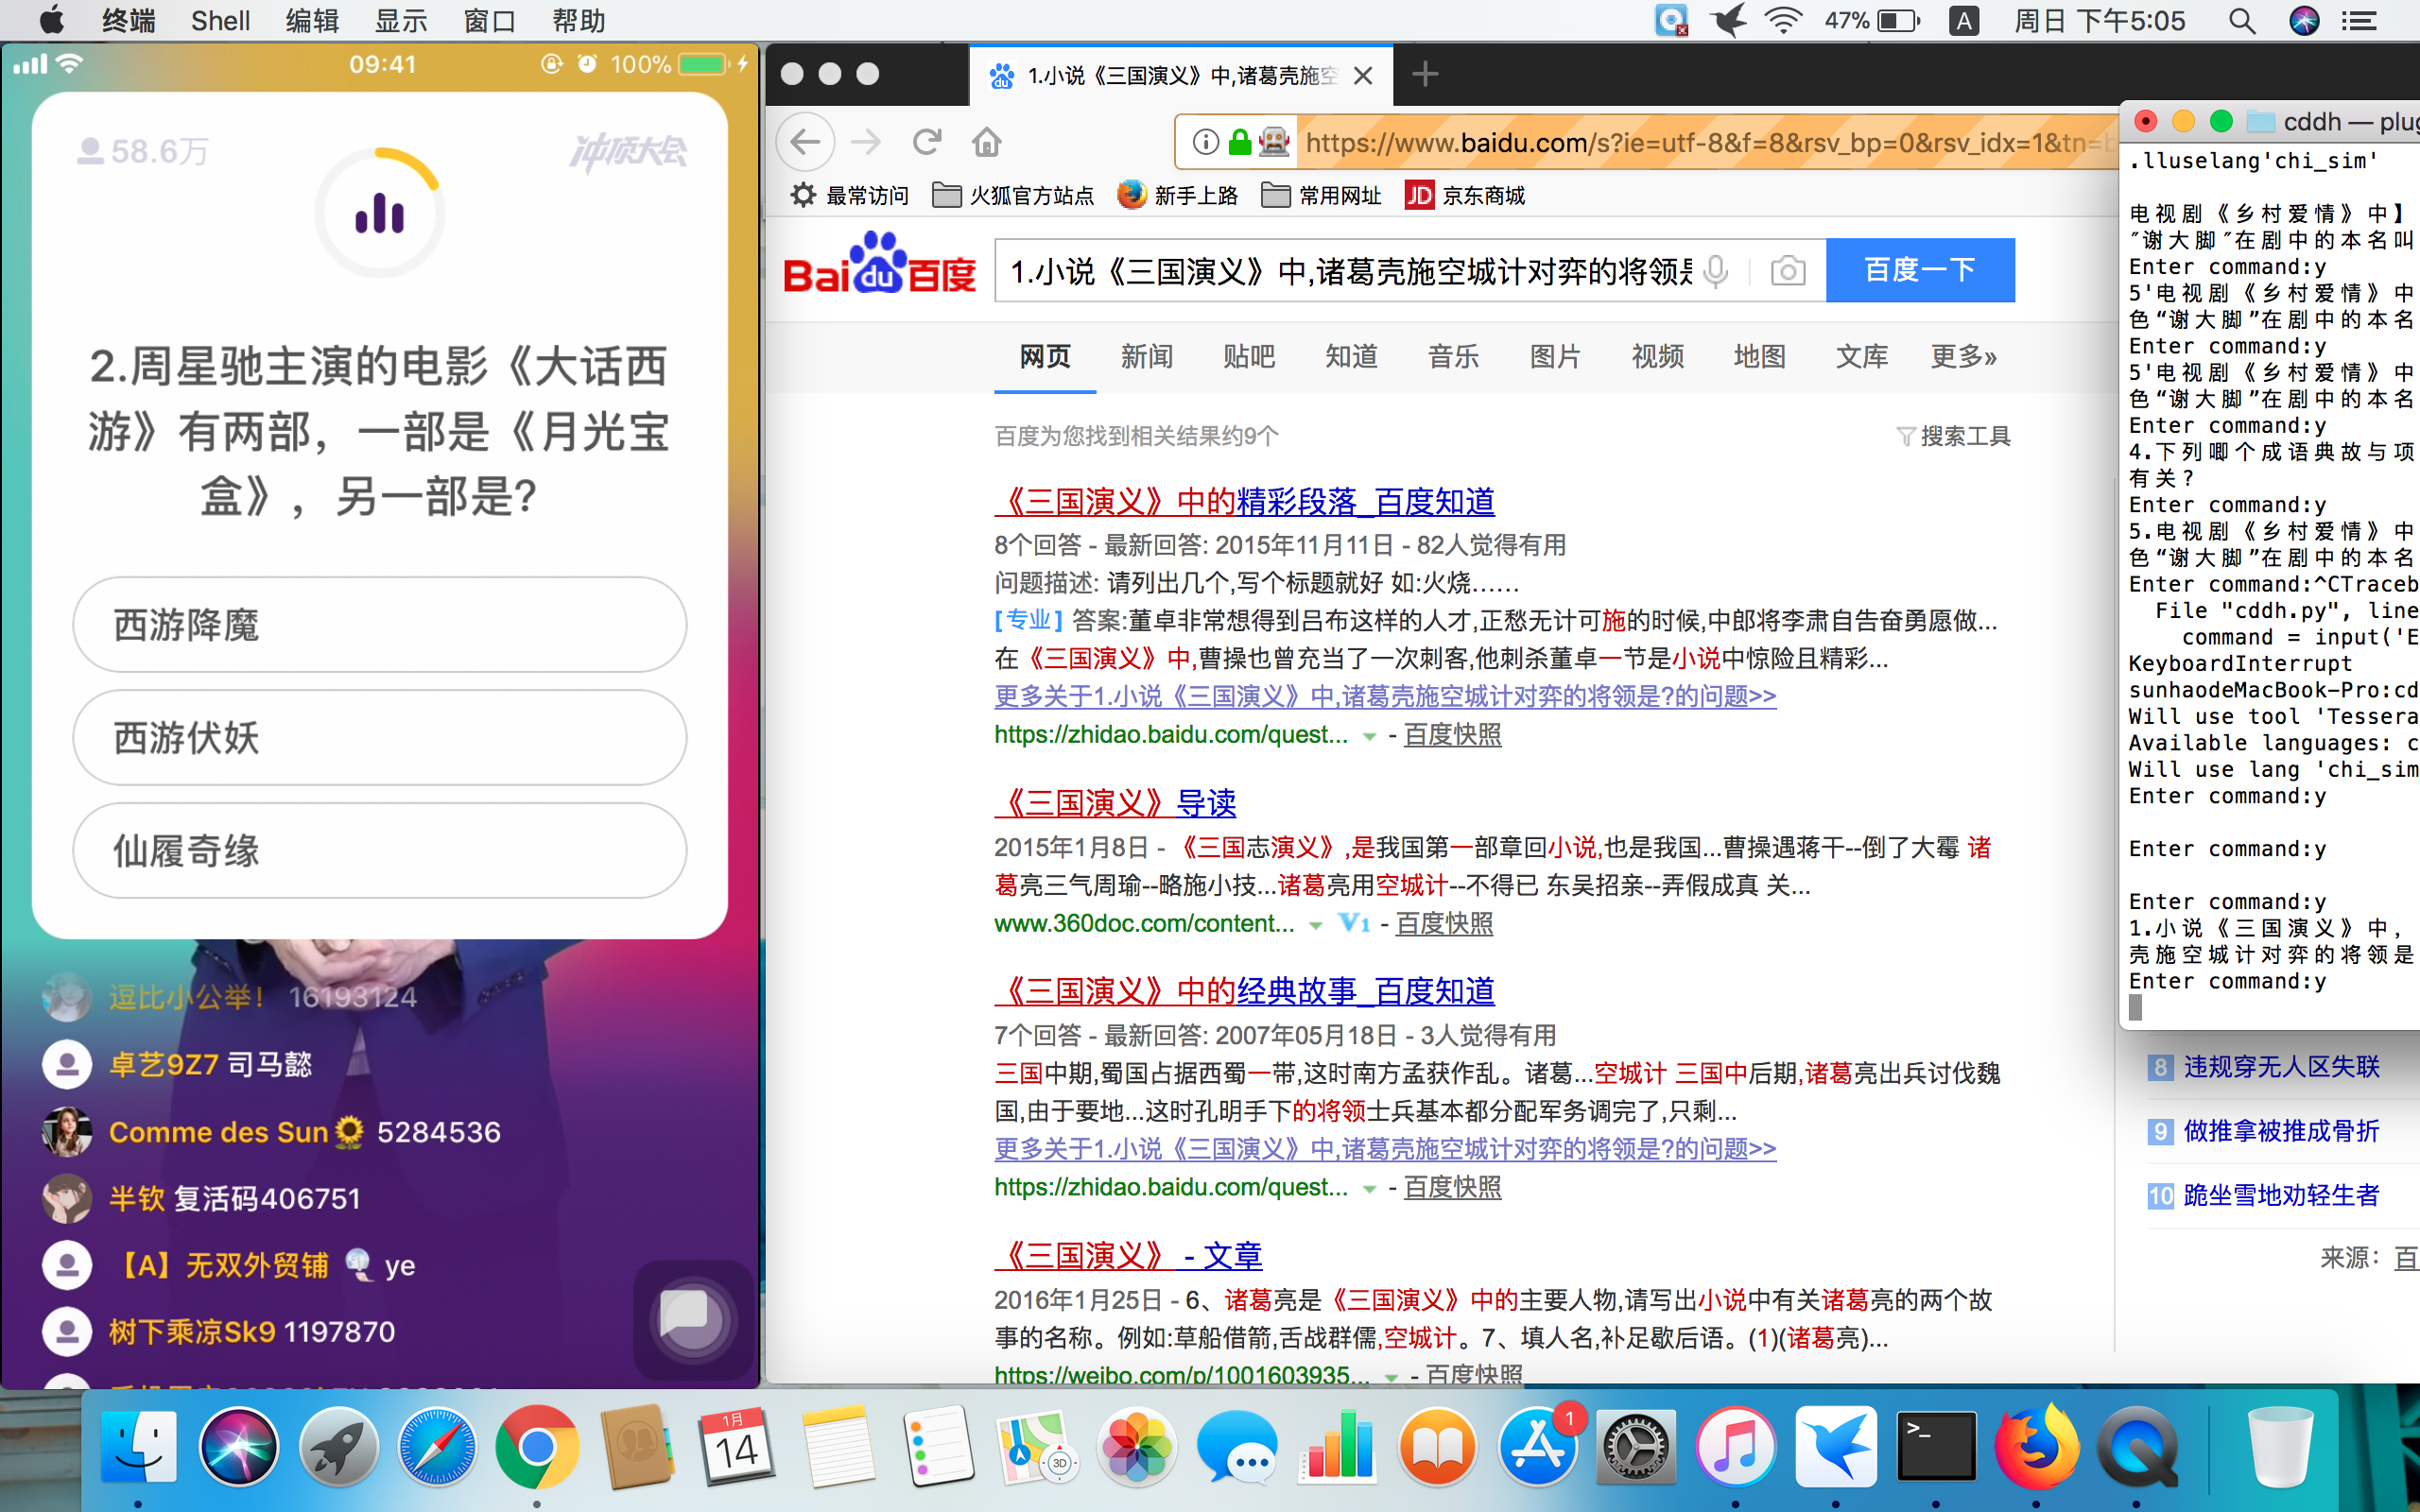 终端 Shell 编辑 显示 窗口 帮助
47% A 周日 下午5:05
09:41
100%
58.6万
冲顶大会
2.周星驰主演的电影《大话西
游》有两部，一部是《月光宝
盒》，另一部是?
西游降魔
西游伏妖
仙履奇缘
逗比小公举！ 16193124
卓艺9Z7 司马懿
Comme des Sun🌻 5284536
半钦 复活码406751
【A】无双外贸铺 ye
树下乘凉Sk9 1197870
1.小说《三国演义》中,诸葛壳施空
https://www.baidu.com/s?ie=utf-8&f=8&rsv_bp=0&rsv_idx=1&tn=b
最常访问 火狐官方站点 新手上路 常用网址 JD 京东商城
Bai du 百度
1.小说《三国演义》中,诸葛壳施空城计对弈的将领是
百度一下
网页 新闻 贴吧 知道 音乐 图片 视频 地图 文库 更多»
百度为您找到相关结果约9个
搜索工具
《三国演义》中的精彩段落_百度知道
8个回答 - 最新回答: 2015年11月11日 - 82人觉得有用
问题描述: 请列出几个,写个标题就好 如:火烧……
[专业] 答案:董卓非常想得到吕布这样的人才,正愁无计可施的时候,中郎将李肃自告奋勇愿做...
在《三国演义》中,曹操也曾充当了一次刺客,他刺杀董卓一节是小说中惊险且精彩...
更多关于1.小说《三国演义》中,诸葛壳施空城计对弈的将领是?的问题>>
https://zhidao.baidu.com/quest... - 百度快照
《三国演义》导读
2015年1月8日 - 《三国志演义》,是我国第一部章回小说,也是我国...曹操遇蒋干--倒了大霉 诸
葛亮三气周瑜--略施小技...诸葛亮用空城计--不得已 东吴招亲--弄假成真 关...
www.360doc.com/content... V1 - 百度快照
《三国演义》中的经典故事_百度知道
7个回答 - 最新回答: 2007年05月18日 - 3人觉得有用
三国中期,蜀国占据西蜀一带,这时南方孟获作乱。诸葛...空城计 三国中后期,诸葛亮出兵讨伐魏
国,由于要地...这时孔明手下的将领士兵基本都分配军务调完了,只剩...
更多关于1.小说《三国演义》中,诸葛壳施空城计对弈的将领是?的问题>>
https://zhidao.baidu.com/quest... - 百度快照
《三国演义》 - 文章
2016年1月25日 - 6、诸葛亮是《三国演义》中的主要人物,请写出小说中有关诸葛亮的两个故
事的名称。例如:草船借箭,舌战群儒,空城计。7、填人名,补足歇后语。(1)(诸葛亮)...
https://weibo.com/p/1001603935... - 百度快照
cddh — plug
.lluselang'chi_sim'
电视剧《乡村爱情》中】
"谢大脚"在剧中的本名叫
Enter command:y
5'电视剧《乡村爱情》中
色“谢大脚”在剧中的本名
Enter command:y
5'电视剧《乡村爱情》中
色“谢大脚”在剧中的本名
Enter command:y
4.下列唧个成语典故与项
有关?
Enter command:y
5.电视剧《乡村爱情》中
色“谢大脚”在剧中的本名
Enter command:^CTraceb
File "cddh.py", line
command = input('E
KeyboardInterrupt
sunhaodeMacBook-Pro:cd
Will use tool 'Tessera
Available languages: c
Will use lang 'chi_sim
Enter command:y
Enter command:y
Enter command:y
1.小说《三国演义》中,
壳施空城计对弈的将领是
Enter command:y
8 违规穿无人区失联
9 做推拿被推成骨折
10 跪坐雪地劝轻生者
来源: 百
1月
14
3D
1